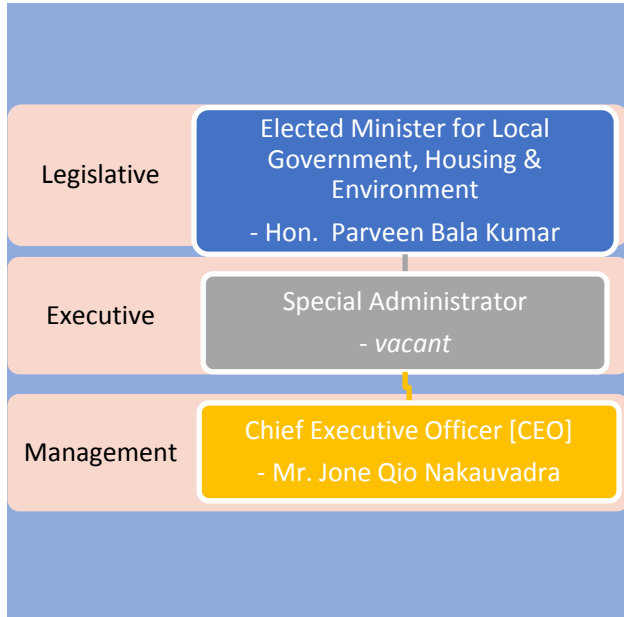 Legislative
Elected Minister for Local
Government, Housing &
Environment
- Hon.  Parveen Bala Kumar
Executive
Special Administrator
- vacant
Management
Chief Executive Officer [CEO]
- Mr. Jone Qio Nakauvadra